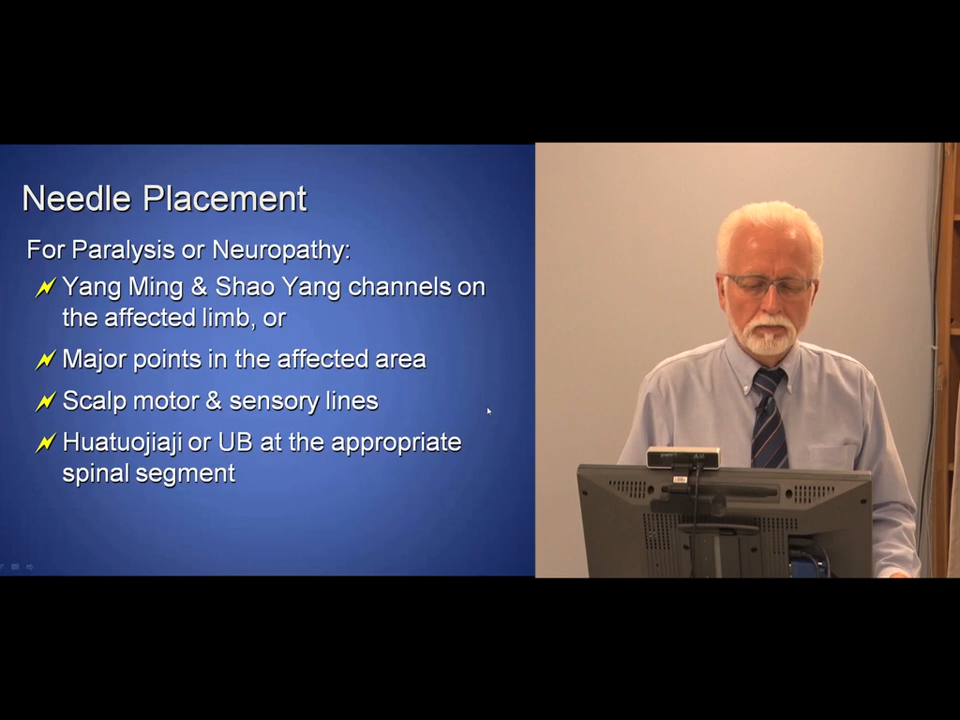 Needle Placement
For Paralysis or Neuropathy:
Yang Ming & Shao Yang channels on
the affected limb, or
Major points in the affected area
Scalp motor & sensory lines
Huatuojiaji or UB at the appropriate
spinal segment